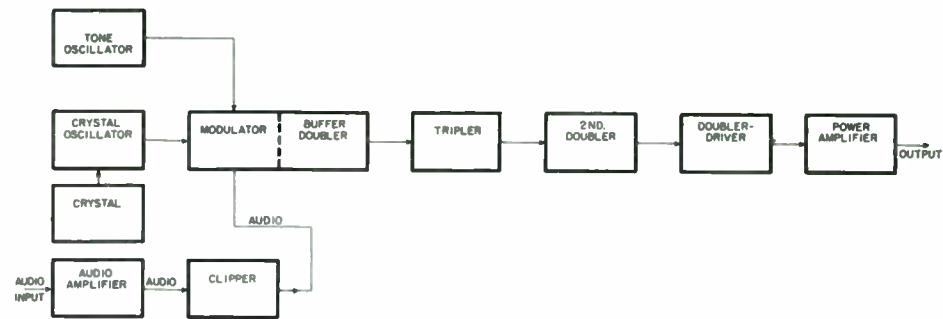 TONE
OSCILLATOR
CRYSTAL
OSCILLATOR
MODULATOR
BUFFER
DOUBLER
TRIPLER
2ND.
DOUBLER
DOUBLER-
DRIVER
POWER
AMPLIFIER
OUTPUT
CRYSTAL
AUDIO
AUDIO
INPUT
AUDIO
AMPLIFIER
AUDIO
CLIPPER